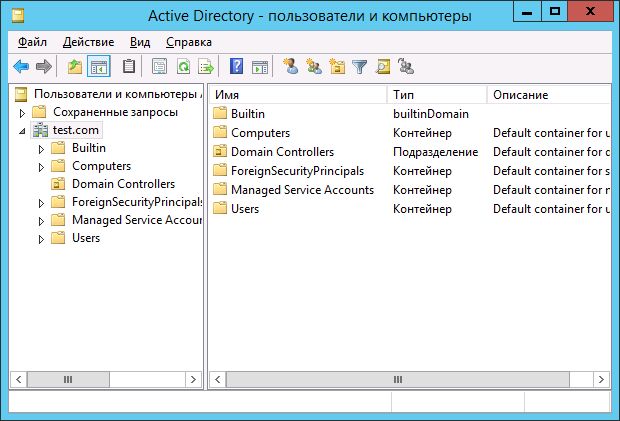 Active Directory - пользователи и компьютеры
Файл Действие Вид Справка
Пользователи и компьютеры
Сохраненные запросы
test.com
Builtin
Computers
Domain Controllers
ForeignSecurityPrincipals
Managed Service Accoun
Users
Имя Тип Описание
Builtin builtinDomain
Computers Контейнер Default container for u
Domain Controllers Подразделение Default container for d
ForeignSecurityPrincipals Контейнер Default container for s
Managed Service Accounts Контейнер Default container for m
Users Контейнер Default container for u